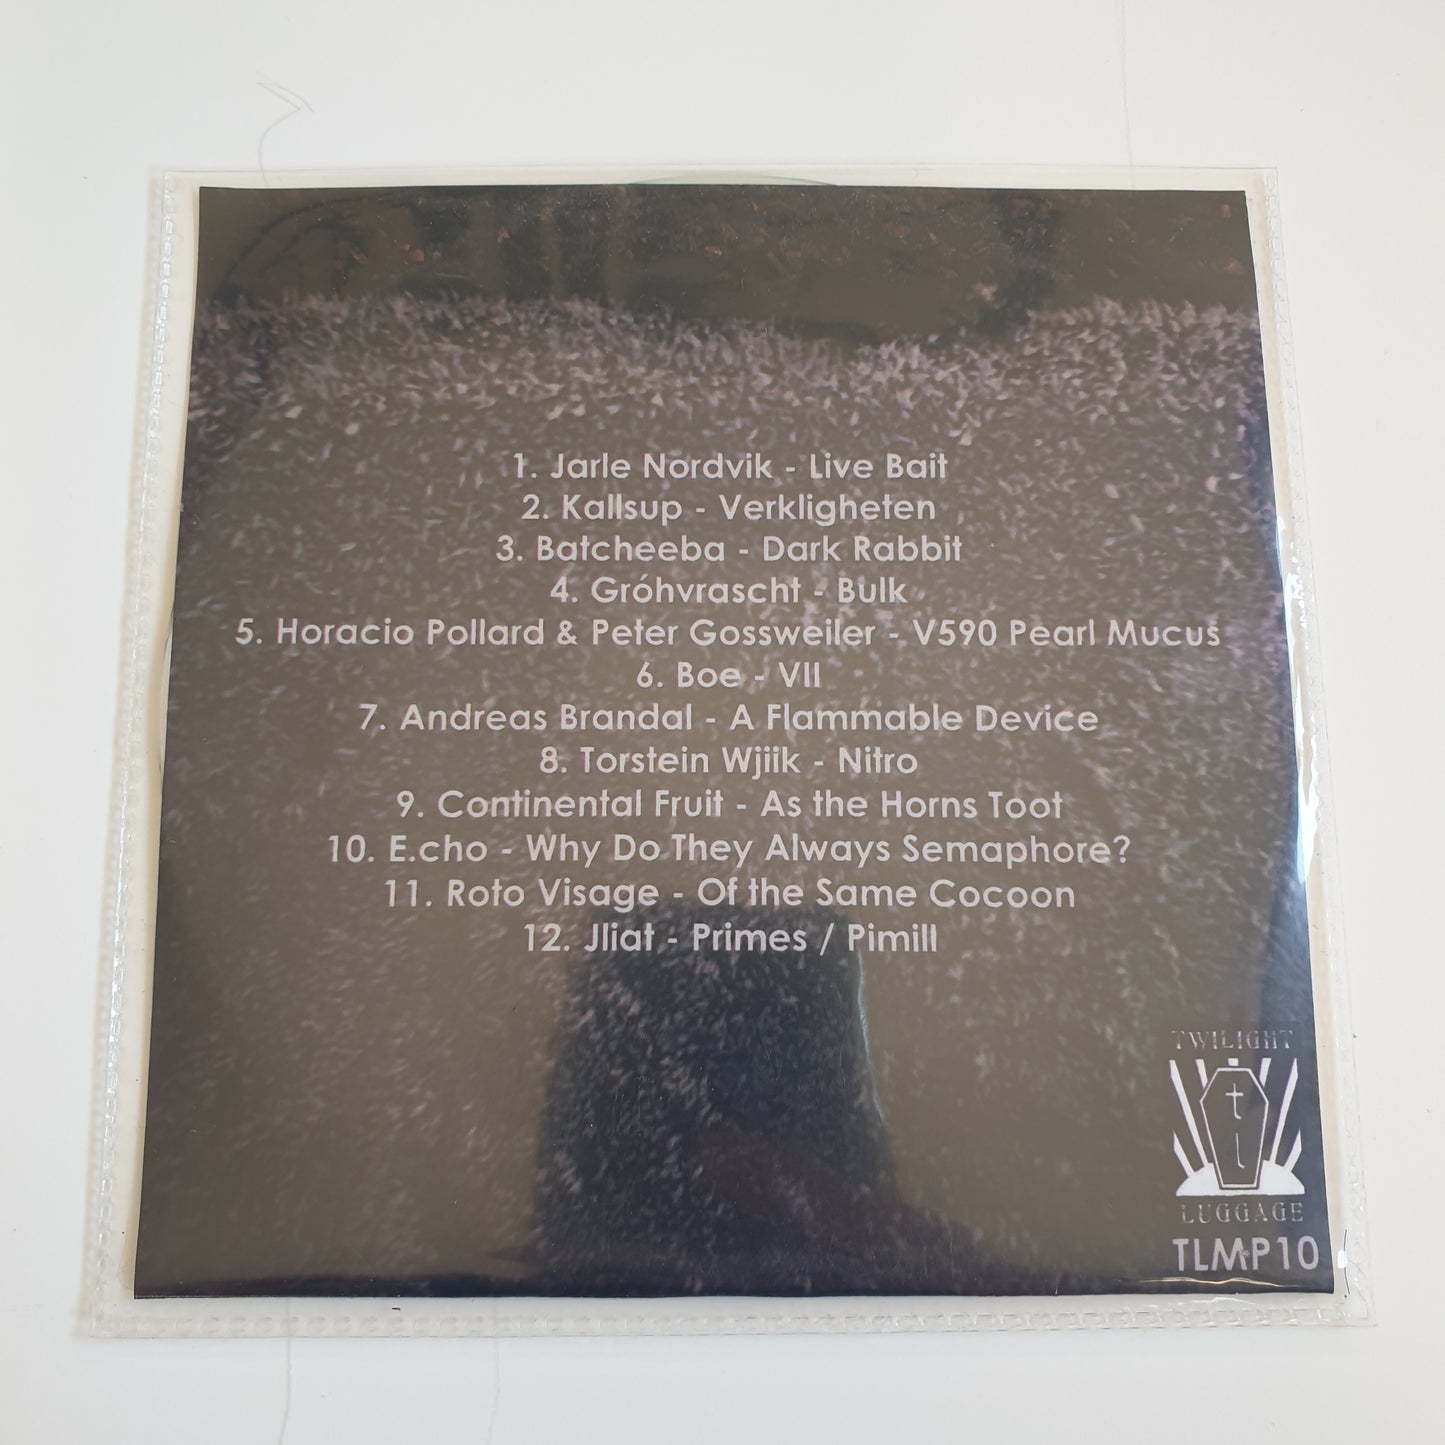 1. Jarle Nordvik - Live Bait
2. Kallsup - Verkligheten
3. Batcheeba - Dark Rabbit
4. Gróhvrascht - Bulk
5. Horacio Pollard & Peter Gossweiler - V590 Pearl Mucus
6. Boe - VII
7. Andreas Brandal - A Flammable Device
8. Torstein Wjiik - Nitro
9. Continental Fruit - As the Horns Toot
10. E.cho - Why Do They Always Semaphore?
11. Roto Visage - Of the Same Cocoon
12. Jliat - Primes / Pimill
TWILIGHT
t
l
LUGGAGE
TLMP10